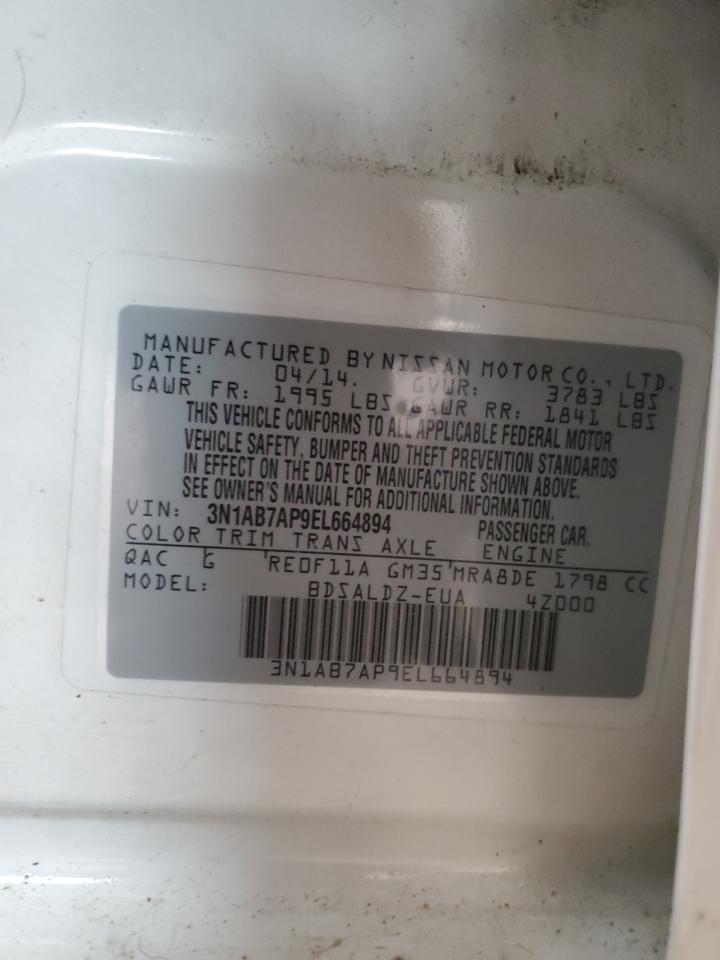 MANUFACTURED BY NISSAN MOTOR CO., LTD.
DATE: 04/14. GVWR: 3783 LBS
GAWR FR: 1995 LBS GAWR RR: 1841 LBS
THIS VEHICLE CONFORMS TO ALL APPLICABLE FEDERAL MOTOR
VEHICLE SAFETY, BUMPER AND THEFT PREVENTION STANDARDS
IN EFFECT ON THE DATE OF MANUFACTURE SHOWN ABOVE.
SEE OWNER'S MANUAL FOR ADDITIONAL INFORMATION.
VIN: 3N1AB7AP9EL664894 PASSENGER CAR.
COLOR TRIM TRANS AXLE ENGINE
QAC G RE0F11A GM35 MRA8DE 1798 CC
MODEL: BDSALDZ-EUA 4Z000
3N1AB7AP9EL664894